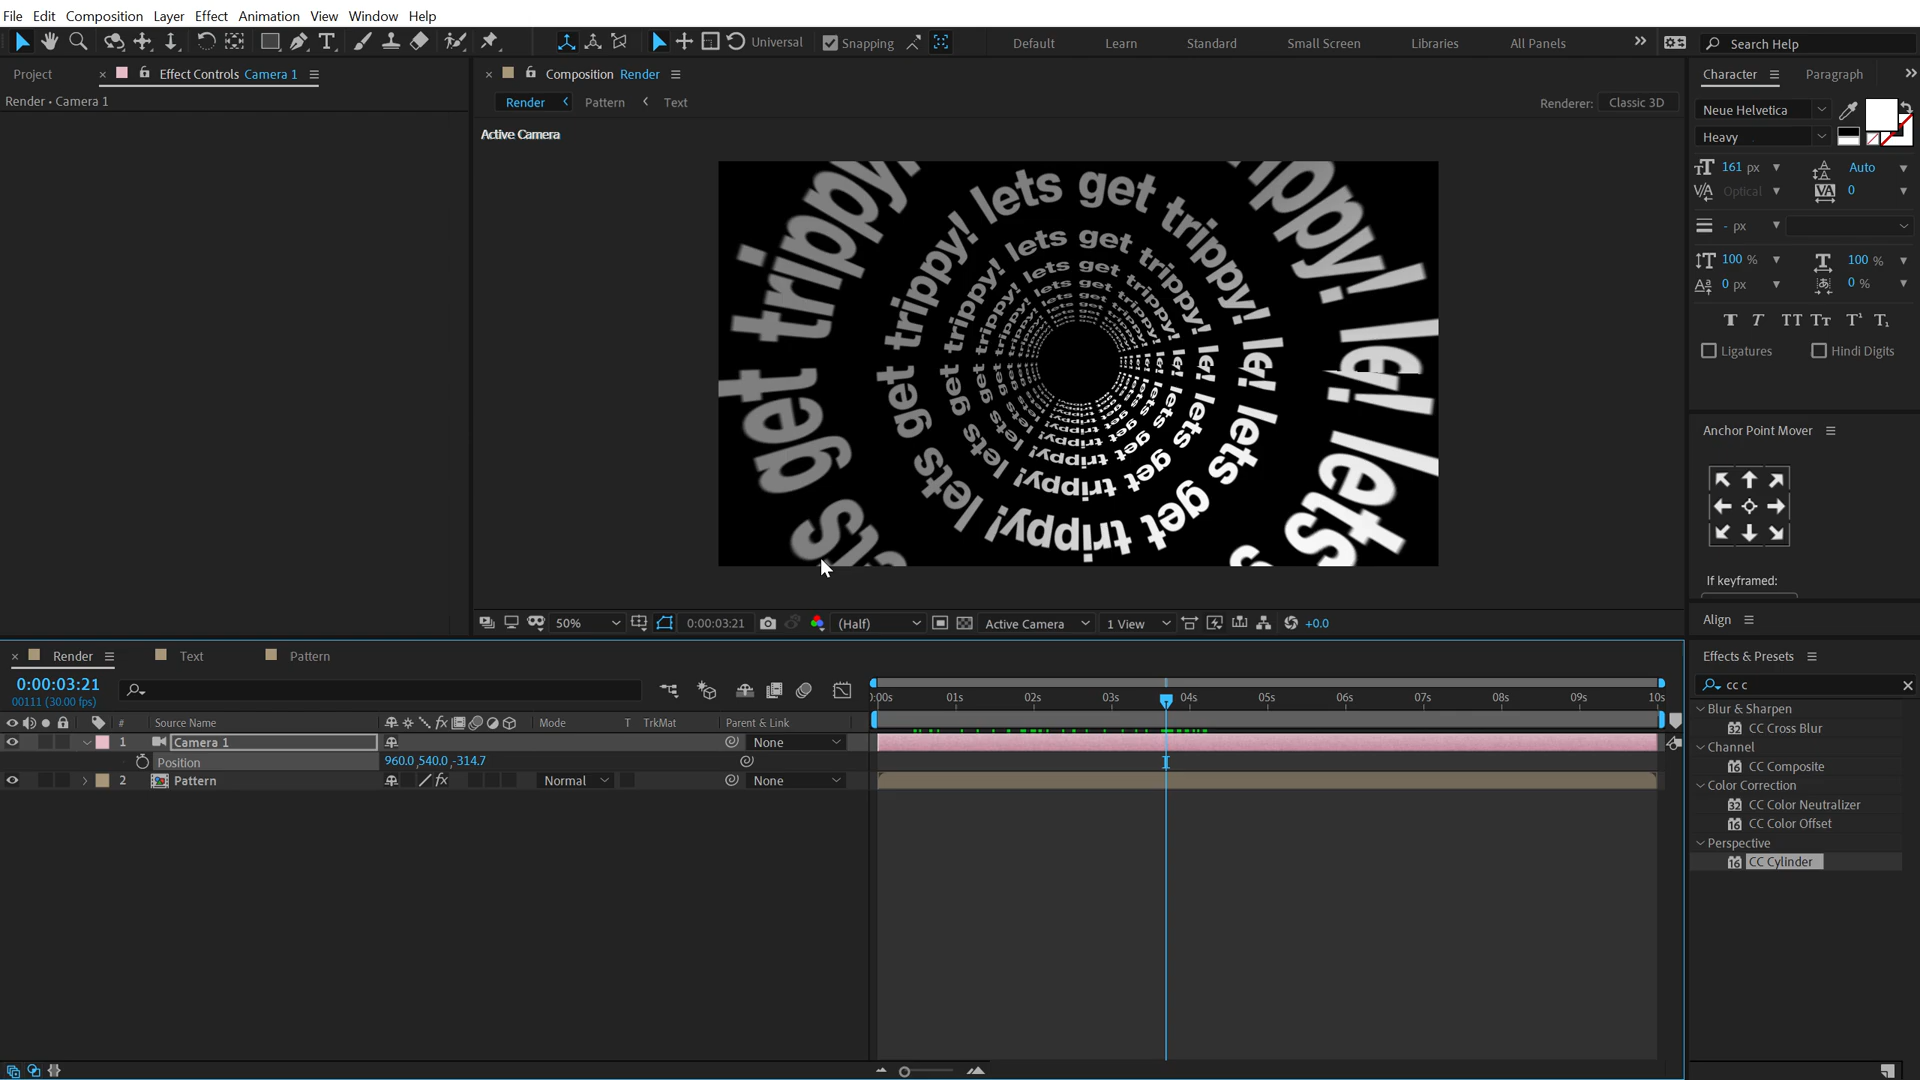 File Edit Composition Layer Effect Animation View Window Help
Universal Snapping Default Learn Standard Small Screen Libraries All Panels Search Help
Project Effect Controls Camera 1
Render • Camera 1
Composition Render
Render Pattern Text
Renderer: Classic 3D
Active Camera
lets get trippy! lets get trippy!
50% 0:00:03:21 (Half) Active Camera 1 View +0.0
Character Paragraph
Neue Helvetica
Heavy
161 px Auto
Optical 0
- px
100 % 100 %
0 px 0 %
Ligatures Hindi Digits
Anchor Point Mover
If keyframed:
Align
Render Text Pattern
0:00:03:21
00111 (30.00 fps)
:00s 01s 02s 03s 04s 05s 06s 07s 08s 09s 10s
# Source Name Mode T TrkMat Parent & Link
1 Camera 1 None
Position 960.0,540.0,-314.7
2 Pattern Normal None
Effects & Presets
cc c
Blur & Sharpen
CC Cross Blur
Channel
CC Composite
Color Correction
CC Color Neutralizer
CC Color Offset
Perspective
CC Cylinder